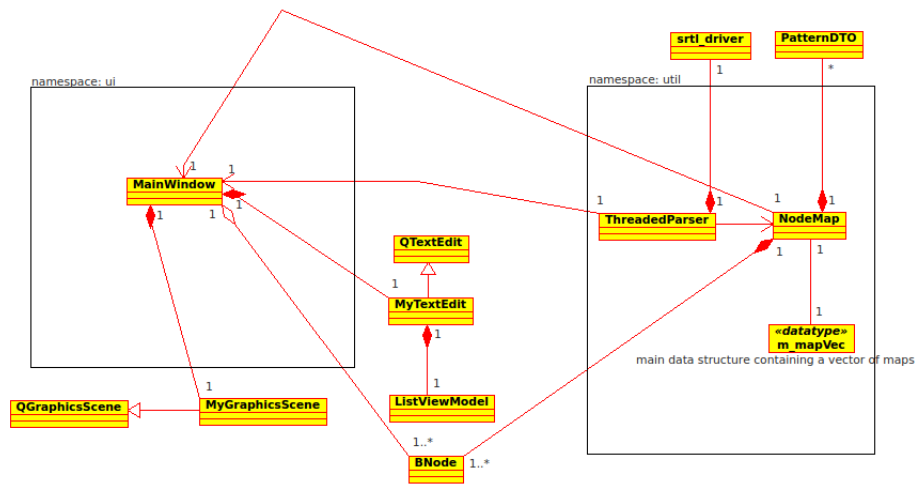 srtl_driver
PatternDTO
1
*
namespace: ui
namespace: util
1
1
MainWindow
1
1
1
1
1
1
1
1
ThreadedParser
NodeMap
1
1
QTextEdit
1
MyTextEdit
1
1
«datatype»
m_mapVec
main data structure containing a vector of maps
1
1
QGraphicsScene
MyGraphicsScene
ListViewModel
1..*
BNode
1..*